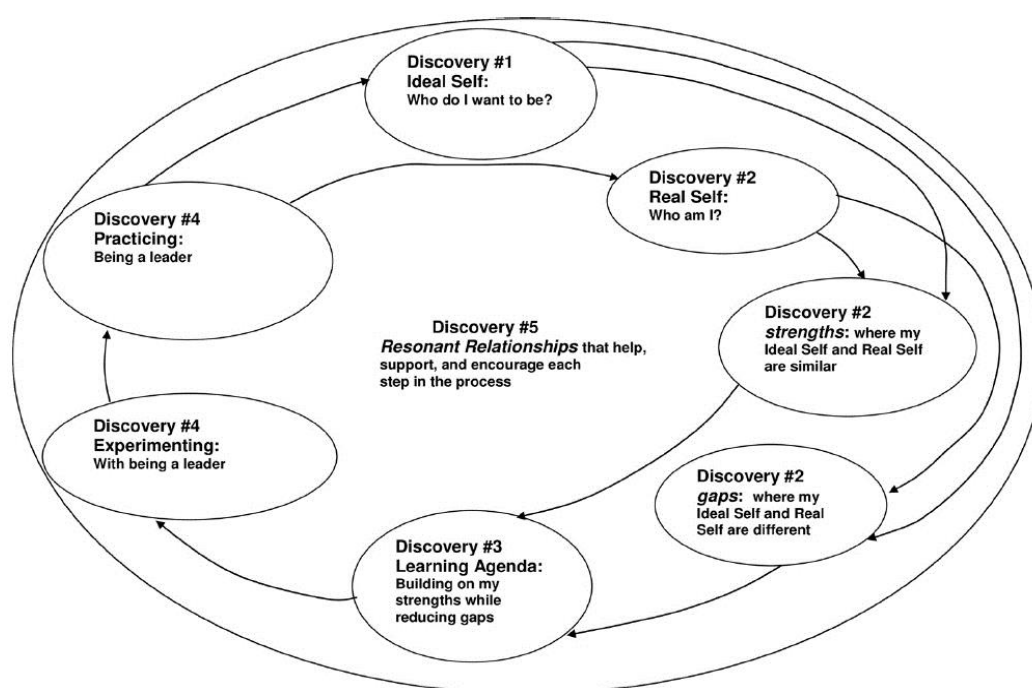 Discovery #1
Ideal Self:
Who do I want to be?
Discovery #2
Real Self:
Who am I?
Discovery #4
Practicing:
Being a leader
Discovery #2
strengths: where my
Ideal Self and Real Self
are similar
Discovery #5
Resonant Relationships that help,
support, and encourage each
step in the process
Discovery #4
Experimenting:
With being a leader
Discovery #2
gaps: where my
Ideal Self and Real
Self are different
Discovery #3
Learning Agenda:
Building on my
strengths while
reducing gaps